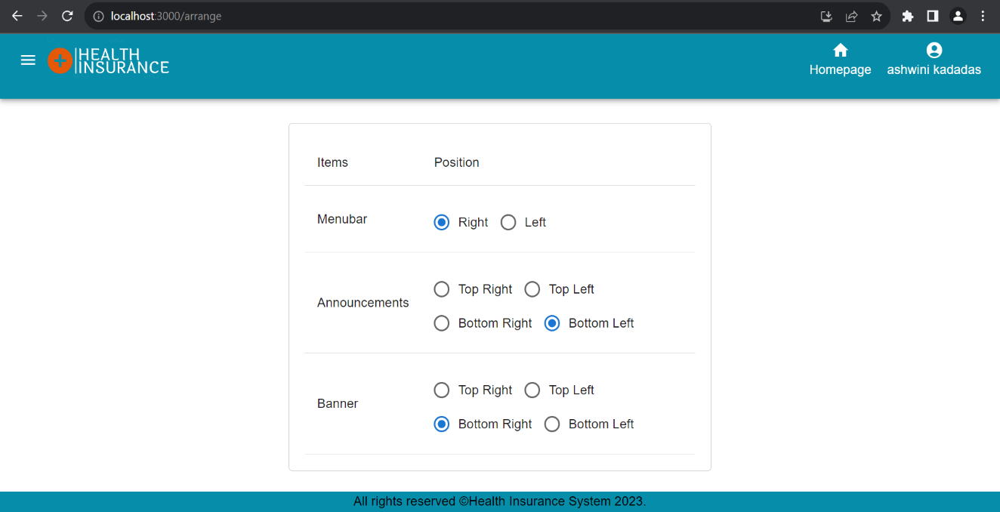 localhost:3000/arrange
HEALTH
INSURANCE
Homepage
ashwini kadadas
Items Position
Menubar
Right Left
Announcements
Top Right Top Left
Bottom Right Bottom Left
Banner
Top Right Top Left
Bottom Right Bottom Left
All rights reserved ©Health Insurance System 2023.